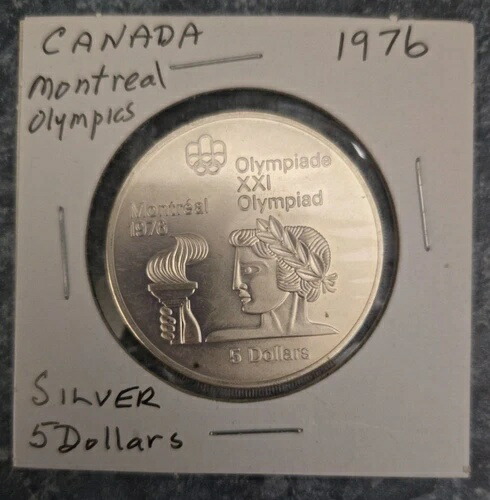 CANADA 1976
Montreal
Olympics
Olympiade
XXI
Olympiad
Montréal
1976
5 Dollars
SILVER
5 Dollars